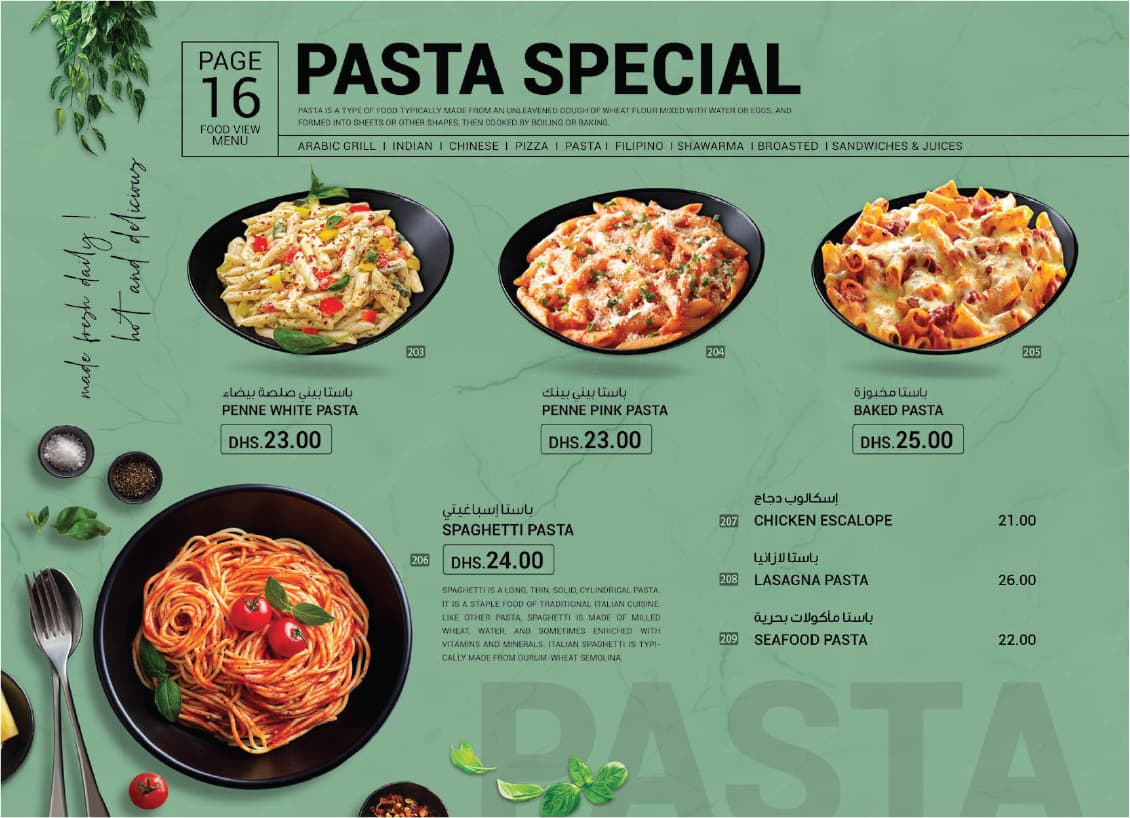 PAGE
16
FOOD VIEW
MENU
PASTA SPECIAL
PASTA IS A TYPE OF FOOD TYPICALLY MADE FROM AN UNLEAVENED DOUGH OF WHEAT FLOUR MIXED WITH WATER OR EGGS, AND
FORMED INTO SHEETS OR OTHER SHAPES, THEN COOKED BY BOILING OR BAKING.
ARABIC GRILL I INDIAN I CHINESE I PIZZA I PASTA I FILIPINO I SHAWARMA I BROASTED I SANDWICHES & JUICES
made fresh daily!
hot and delicious
203
204
205
باستا بيني صلصة بيضاء
PENNE WHITE PASTA
DHS.23.00
باستا بيني بينك
PENNE PINK PASTA
DHS.23.00
باستا مخبوزة
BAKED PASTA
DHS.25.00
باستا إسباغيتي
SPAGHETTI PASTA
206
DHS.24.00
SPAGHETTI IS A LONG, THIN, SOLID, CYLINDRICAL PASTA.
IT IS A STAPLE FOOD OF TRADITIONAL ITALIAN CUISINE.
LIKE OTHER PASTA, SPAGHETTI IS MADE OF MILLED
WHEAT, WATER, AND SOMETIMES ENRICHED WITH
VITAMINS AND MINERALS. ITALIAN SPAGHETTI IS TYPI-
CALLY MADE FROM DURUM-WHEAT SEMOLINA.
إسكالوب دجاج
207 CHICKEN ESCALOPE 21.00
باستا لازانيا
208 LASAGNA PASTA 26.00
باستا مأكولات بحرية
209 SEAFOOD PASTA 22.00
PASTA